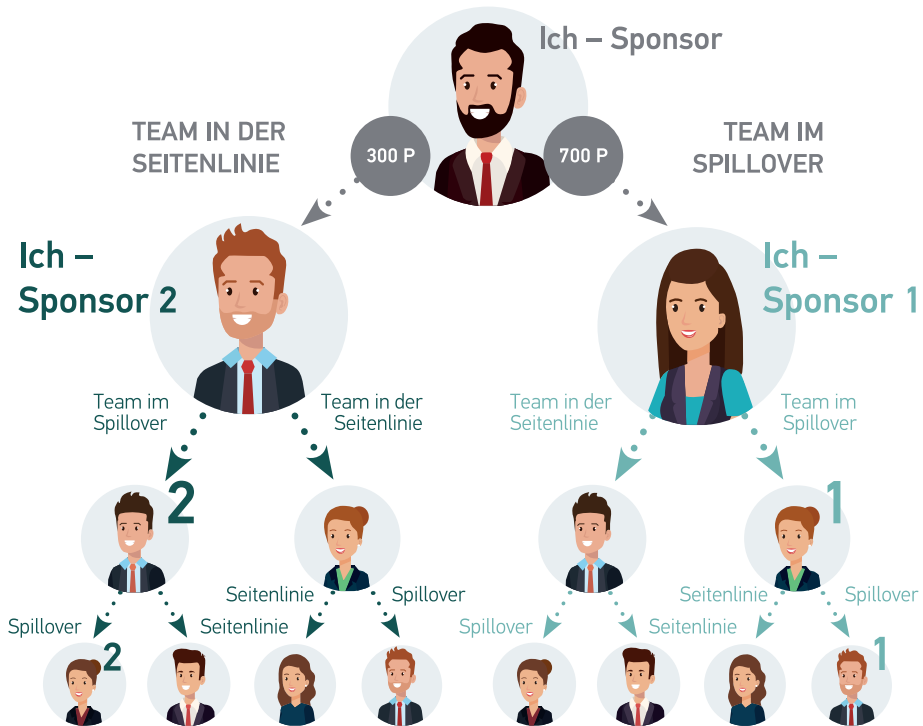 Ich – Sponsor
TEAM IN DER
SEITENLINIE
300 P
700 P
TEAM IM
SPILLOVER
Ich –
Sponsor 2
Ich –
Sponsor 1
Team im
Spillover
Team in der
Seitenlinie
Team in der
Seitenlinie
Team im
Spillover
2
1
Spillover
Seitenlinie
Seitenlinie
Spillover
Spillover
Seitenlinie
Seitenlinie
Spillover
2
1